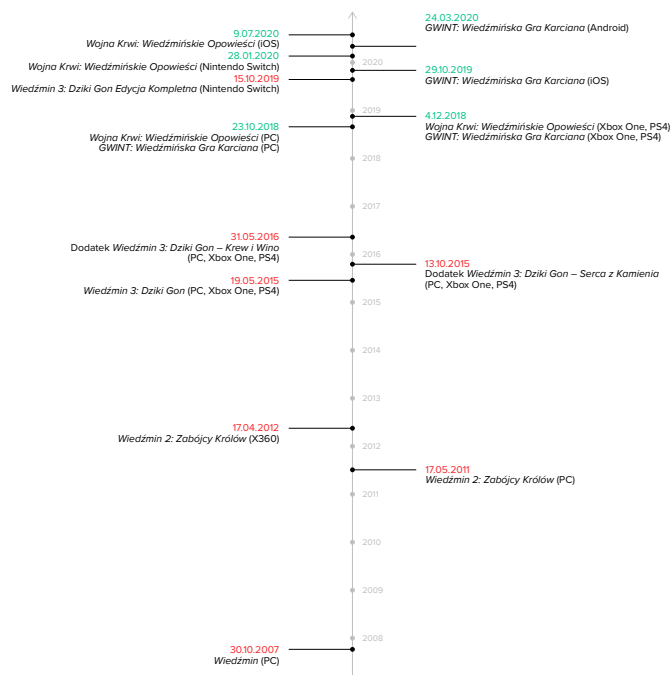 24.03.2020
GWINT: Wiedźmińska Gra Karciana (Android)
9.07.2020
Wojna Krwi: Wiedźmińskie Opowieści (iOS)
28.01.2020
Wojna Krwi: Wiedźmińskie Opowieści (Nintendo Switch)
2020
29.10.2019
GWINT: Wiedźmińska Gra Karciana (iOS)
15.10.2019
Wiedźmin 3: Dziki Gon Edycja Kompletna (Nintendo Switch)
2019
4.12.2018
Wojna Krwi: Wiedźmińskie Opowieści (Xbox One, PS4)
GWINT: Wiedźmińska Gra Karciana (Xbox One, PS4)
23.10.2018
Wojna Krwi: Wiedźmińskie Opowieści (PC)
GWINT: Wiedźmińska Gra Karciana (PC)
2018
2017
31.05.2016
Dodatek Wiedźmin 3: Dziki Gon – Krew i Wino
(PC, Xbox One, PS4)
2016
13.10.2015
Dodatek Wiedźmin 3: Dziki Gon – Serca z Kamienia
(PC, Xbox One, PS4)
19.05.2015
Wiedźmin 3: Dziki Gon (PC, Xbox One, PS4)
2015
2014
2013
17.04.2012
Wiedźmin 2: Zabójcy Królów (X360)
2012
17.05.2011
Wiedźmin 2: Zabójcy Królów (PC)
2011
2010
2009
2008
30.10.2007
Wiedźmin (PC)